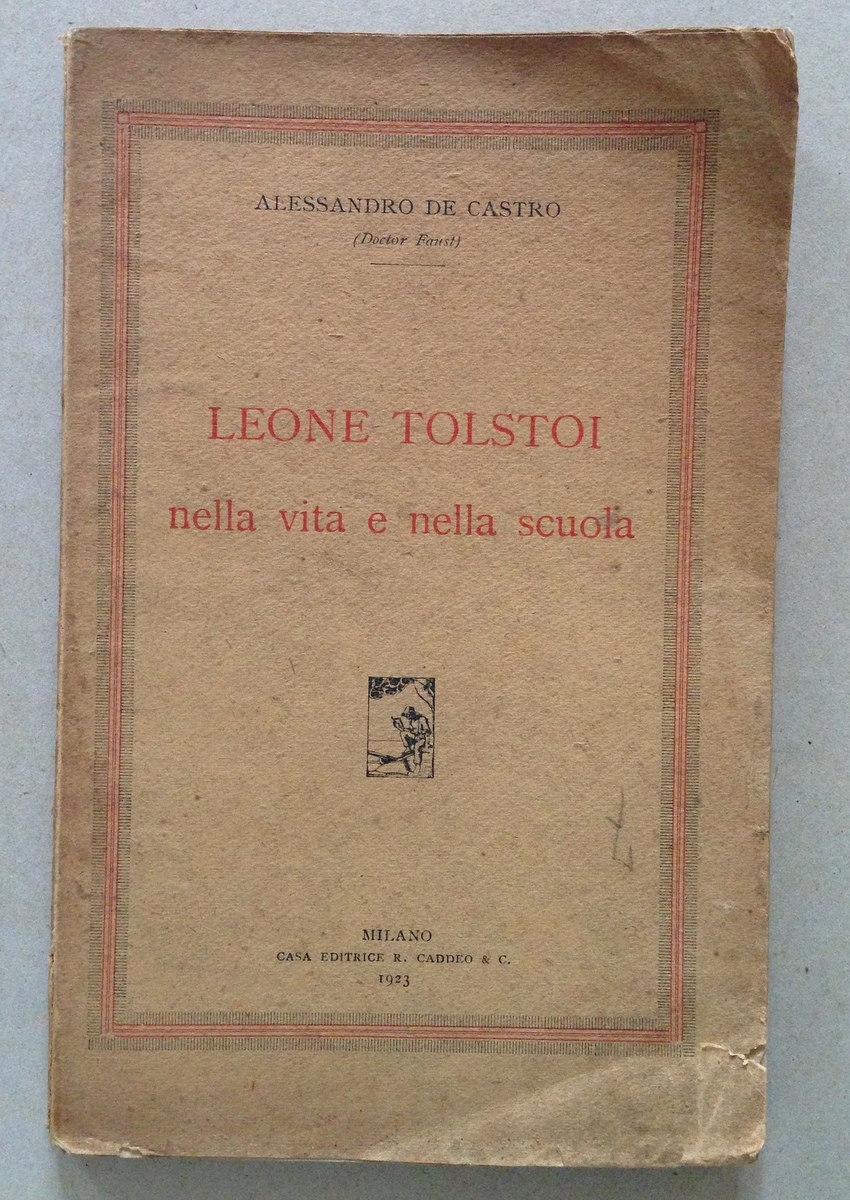 ALESSANDRO DE CASTRO
(Doctor Faust)
LEONE TOLSTOI
nella vita e nella scuola
MILANO
CASA EDITRICE R. CADDEO & C.
1923